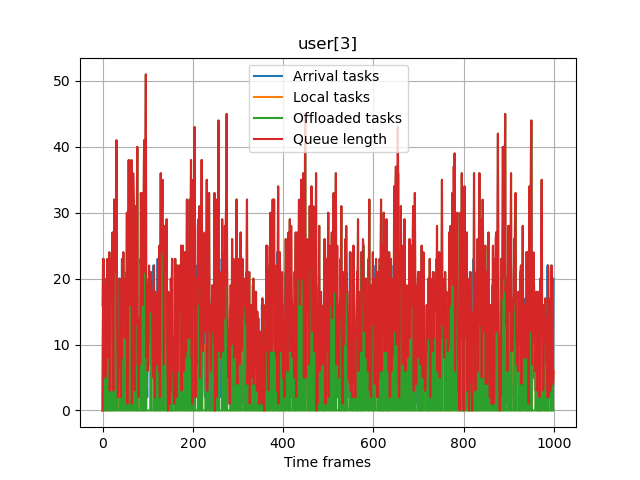 user[3]
Arrival tasks
Local tasks
Offloaded tasks
Queue length
50
40
30
20
10
0
0 200 400 600 800 1000
Time frames